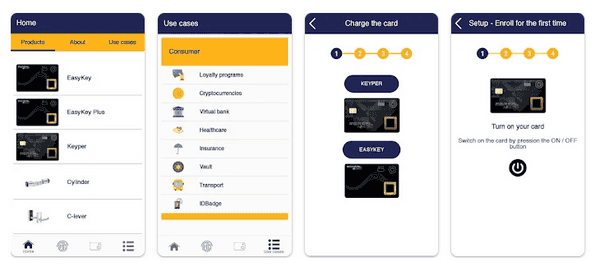 Home
Products About Use cases
EasyKey
EasyKey Plus
Keyper
Cylinder
C-lever
Home
Use cases
Consumer
Loyally programs
Cryptocurrencies
Virtual bank
Healthcare
Insurance
Vault
Transport
IDBadge
Use cases
Charge the card
1 2 3 4
KEYPER
EASYKEY
Setup - Enroll for the first time
1 2 3 4
Turn on your card
Switch on the card by pression the ON / OFF
button